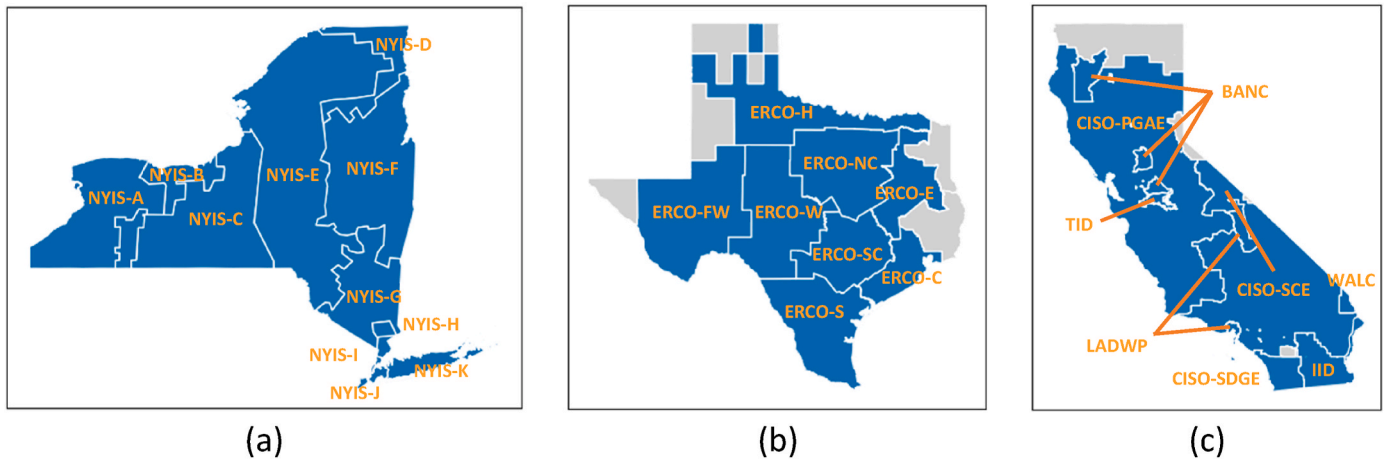 NYIS-D
NYIS-B
NYIS-A
NYIS-E
NYIS-F
NYIS-C
NYIS-G
NYIS-H
NYIS-I
NYIS-K
NYIS-J
(a)
ERCO-H
ERCO-NC
ERCO-E
ERCO-FW
ERCO-W
ERCO-SC
ERCO-C
ERCO-S
(b)
BANC
CISO-PGAE
TID
WALC
CISO-SCE
LADWP
CISO-SDGE
IID
(c)